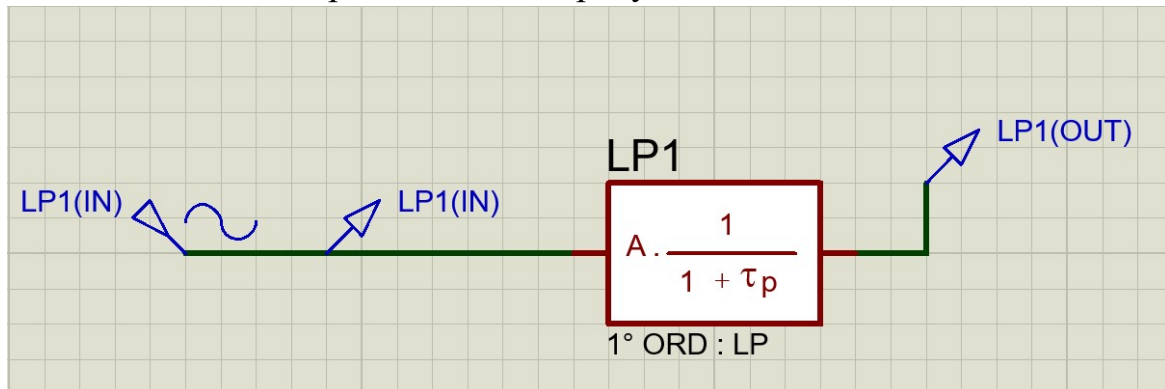 LP1(OUT)
LP1
LP1(IN)
LP1(IN)
A . 1
1 + τp
1° ORD : LP